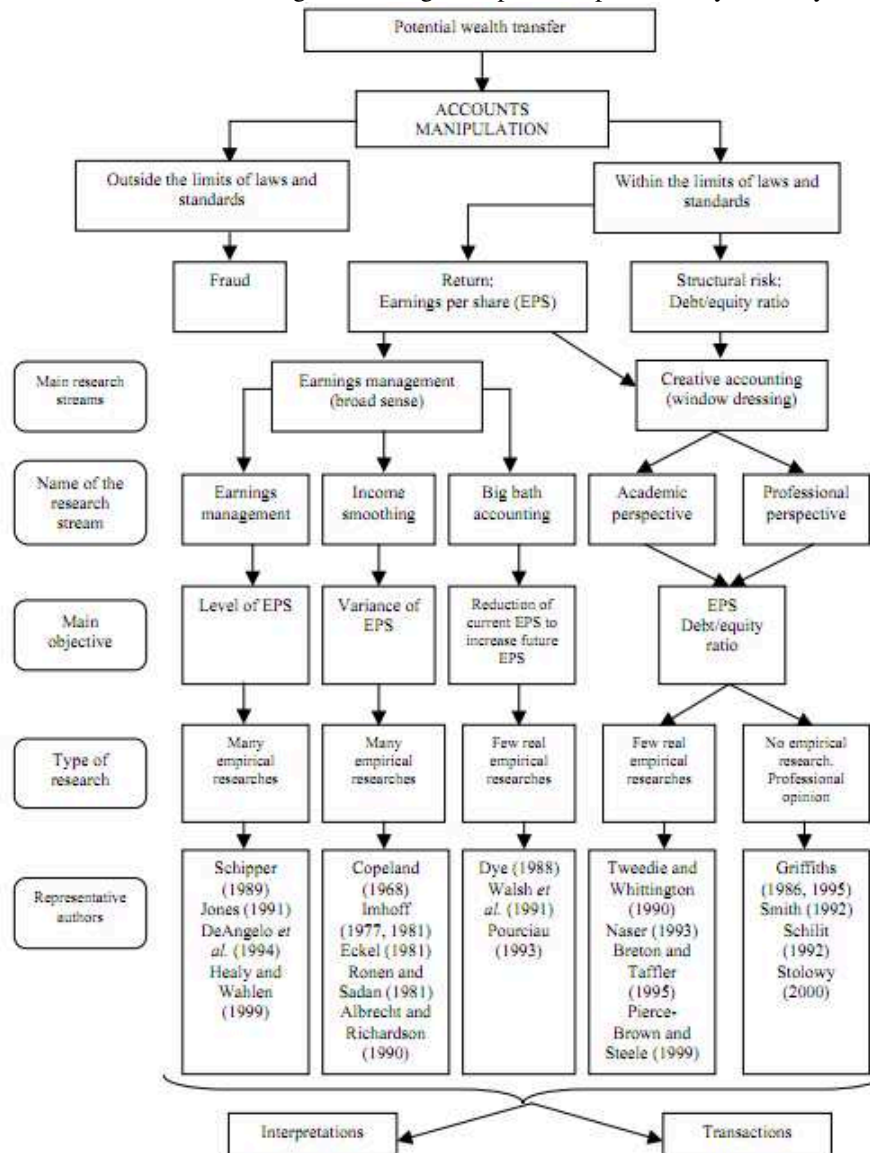 Potential wealth transfer
ACCOUNTS
MANIPULATION
Outside the limits of laws and
standards
Within the limits of laws and
standards
Fraud
Return:
Earnings per share (EPS)
Structural risk:
Debt/equity ratio
Main research
streams
Earnings management
(broad sense)
Creative accounting
(window dressing)
Name of the
research
stream
Earnings
management
Income
smoothing
Big bath
accounting
Academic
perspective
Professional
perspective
Main
objective
Level of EPS
Variance of
EPS
Reduction of
current EPS to
increase future
EPS
EPS
Debt/equity
ratio
Type of
research
Many
empirical
researches
Many
empirical
researches
Few real
empirical
researches
Few real
empirical
researches
No empirical
research.
Professional
opinion
Representative
authors
Schipper
(1989)
Jones (1991)
DeAngelo et
al. (1994)
Healy and
Wahlen
(1999)
Copeland
(1968)
Imhoff
(1977, 1981)
Eckel (1981)
Ronen and
Sadan (1981)
Albrecht and
Richardson
(1990)
Dye (1988)
Walsh et
al. (1991)
Pourciau
(1993)
Tweedie and
Whittington
(1990)
Naser (1993)
Breton and
Taffler
(1995)
Pierce-
Brown and
Steele (1999)
Griffiths
(1986, 1995)
Smith (1992)
Schilit
(1992)
Stolowy
(2000)
Interpretations
Transactions